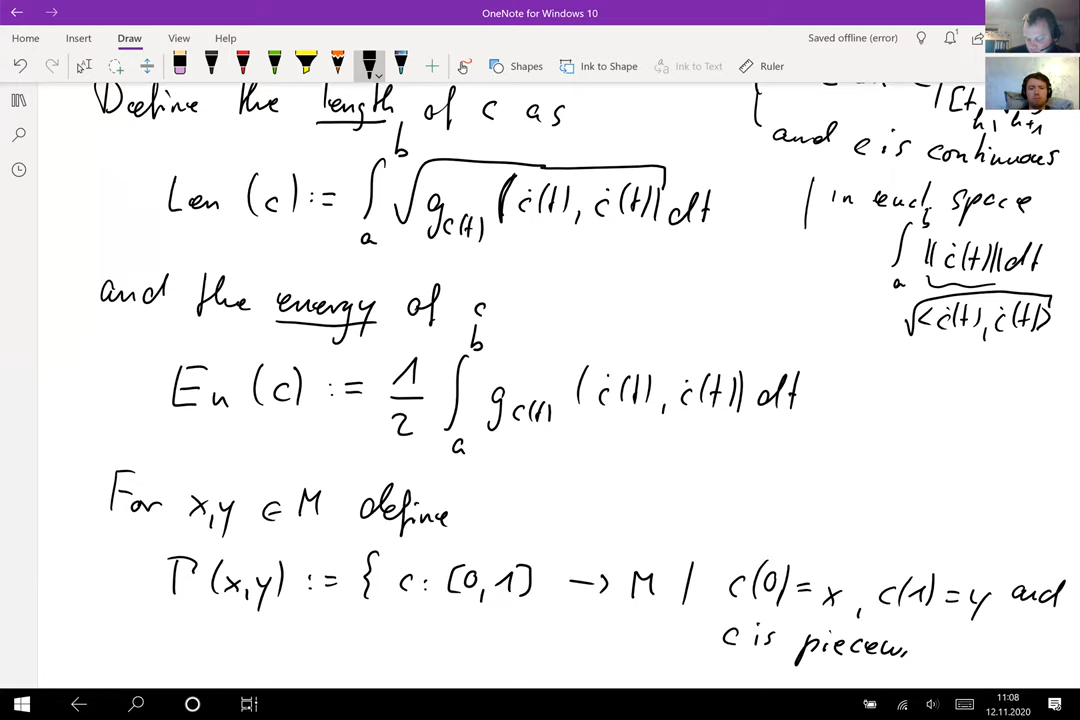 OneNote for Windows 10
Home Insert Draw View Help
Saved offline (error)
Shapes Ink to Shape Ink to Text Ruler
Define the length of c as
Len (c) := ∫_a^b √(g_{c(t)} (ċ(t), ċ(t))) dt
and the energy of c
En (c) := 1/2 ∫_a^b g_{c(t)} (ċ(t), ċ(t)) dt
For x,y ∈ M define
Γ(x,y) := { c: [0,1] → M | c(0)=x, c(1)=y and
c is piecew.
and c is continuous
in each space
∫_a^b ||ċ(t)|| dt
√<ċ(t), ċ(t)>
11:08
12.11.2020